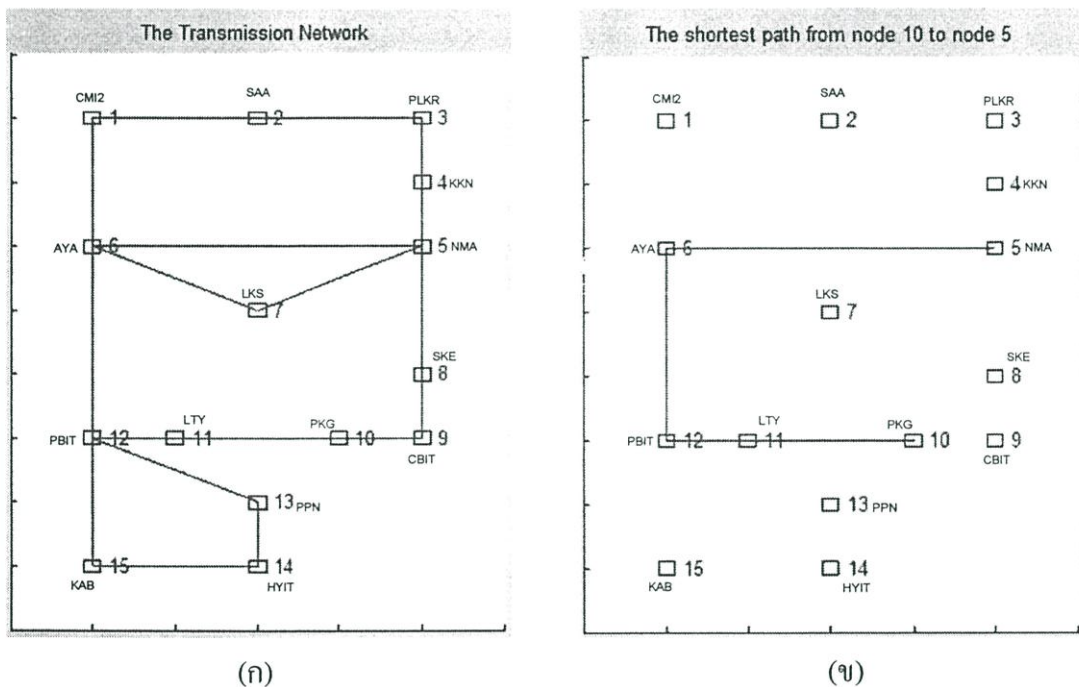 The Transmission Network
CMI2
SAA
PLKR
1
2
3
4 KKN
AYA
6
5 NMA
LKS
7
SKE
8
LTY
PKG
PBIT
12
11
10
9
CBIT
13 PPN
15
14
KAB
HYIT
(ก)
The shortest path from node 10 to node 5
CMI2
SAA
PLKR
1
2
3
4 KKN
AYA
6
5 NMA
LKS
7
SKE
8
LTY
PKG
PBIT
12
11
10
9
CBIT
13 PPN
15
14
KAB
HYIT
(ข)